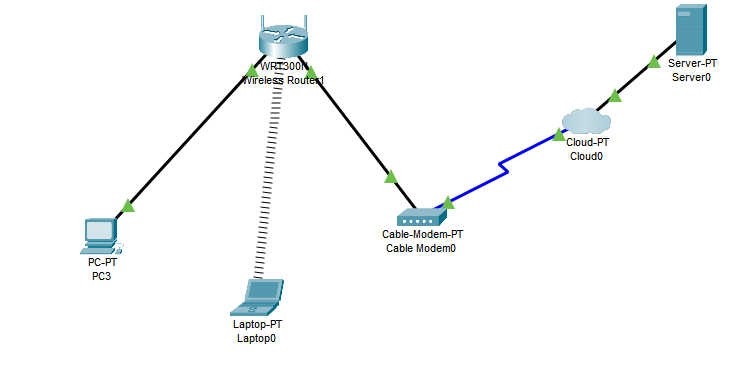 Server-PT
Server0
WRT300N
Wireless Router1
Cloud-PT
Cloud0
Cable-Modem-PT
Cable Modem0
PC-PT
PC3
Laptop-PT
Laptop0